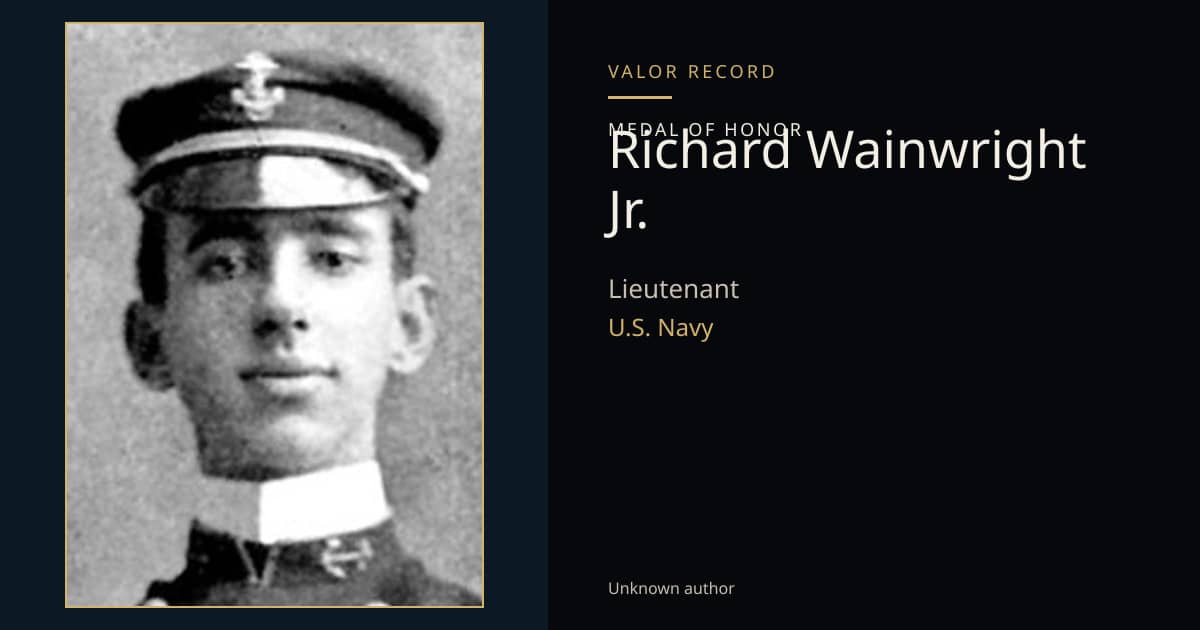 VALOR RECORD
MEDAL OF HONOR
Richard Wainwright
Jr.
Lieutenant
U.S. Navy
Unknown author